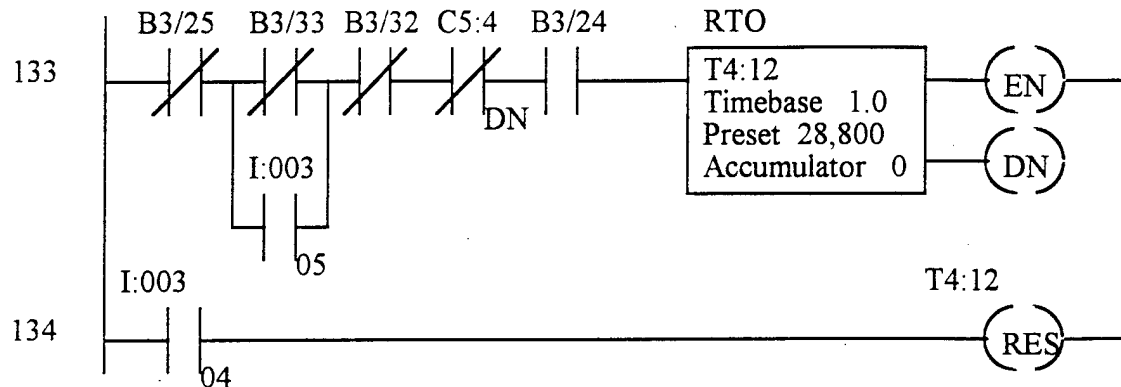 B3/25 B3/33 B3/32 C5:4 B3/24 RTO
133
DN
T4:12
Timebase 1.0
Preset 28,800
Accumulator 0
EN
DN
I:003
05
I:003 T4:12
134
RES
04